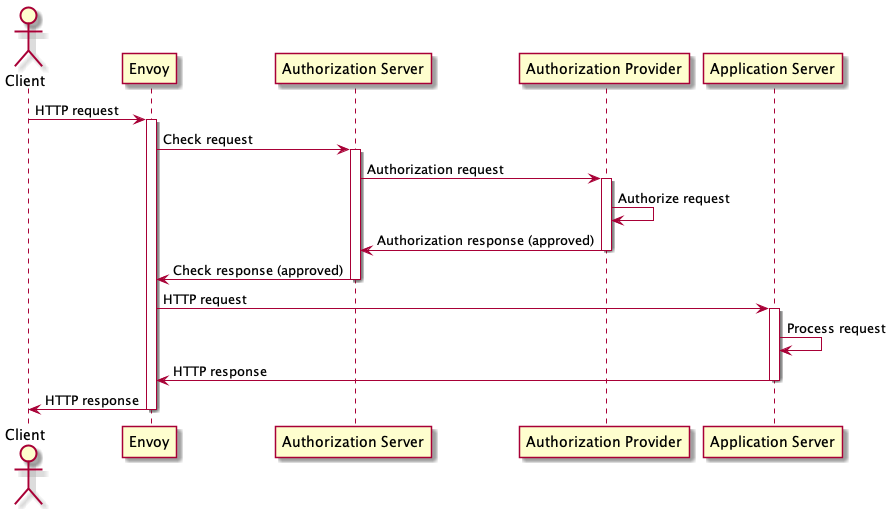 Client
Envoy
Authorization Server
Authorization Provider
Application Server
HTTP request
Check request
Authorization request
Authorize request
Authorization response (approved)
Check response (approved)
HTTP request
Process request
HTTP response
HTTP response
Client
Envoy
Authorization Server
Authorization Provider
Application Server